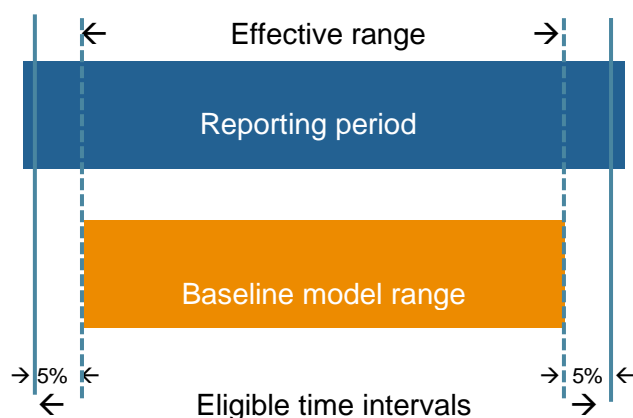 ← Effective range →
Reporting period
Baseline model range
→ 5% ← → 5% ←
← Eligible time intervals →